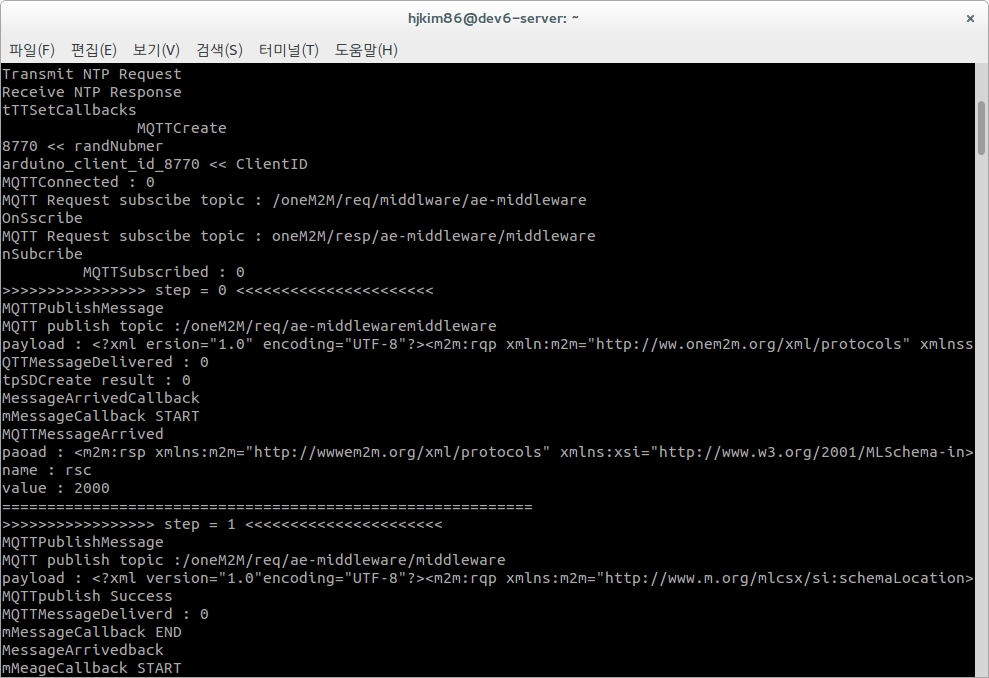 hjkim86@dev6-server: ~
×
파일(F) 편집(E) 보기(V) 검색(S) 터미널(T) 도움말(H)
Transmit NTP Request
Receive NTP Response
tTTSetCallbacks
MQTTCreate
8770 << randNubmer
arduino_client_id_8770 << ClientID
MQTTConnected : 0
MQTT Request subscibe topic : /oneM2M/req/middlware/ae-middleware
OnSscribe
MQTT Request subscibe topic : oneM2M/resp/ae-middleware/middleware
nSubcribe
MQTTSubscribed : 0
>>>>>>>>>>>>>>>> step = 0 <<<<<<<<<<<<<<<<<<<<<<
MQTTPublishMessage
MQTT publish topic :/oneM2M/req/ae-middlewaremiddleware
payload : <?xml ersion="1.0" encoding="UTF-8"?><m2m:rqp xmln:m2m="http://ww.onem2m.org/xml/protocols" xmlnss
QTTMessageDelivered : 0
tpSDCreate result : 0
MessageArrivedCallback
mMessageCallback START
MQTTMessageArrived
paoad : <m2m:rsp xmlns:m2m="http://wwwem2m.org/xml/protocols" xmlns:xsi="http://www.w3.org/2001/MLSchema-in>
name : rsc
value : 2000
===========================================================
>>>>>>>>>>>>>>>>> step = 1 <<<<<<<<<<<<<<<<<<<<<<
MQTTPublishMessage
MQTT publish topic :/oneM2M/req/ae-middleware/middleware
payload : <?xml version="1.0"encoding="UTF-8"?><m2m:rqp xmlns:m2m="http://www.m.org/mlcsx/si:schemaLocation>
MQTTpublish Success
MQTTMessageDeliverd : 0
mMessageCallback END
MessageArrivedback
mMeageCallback START